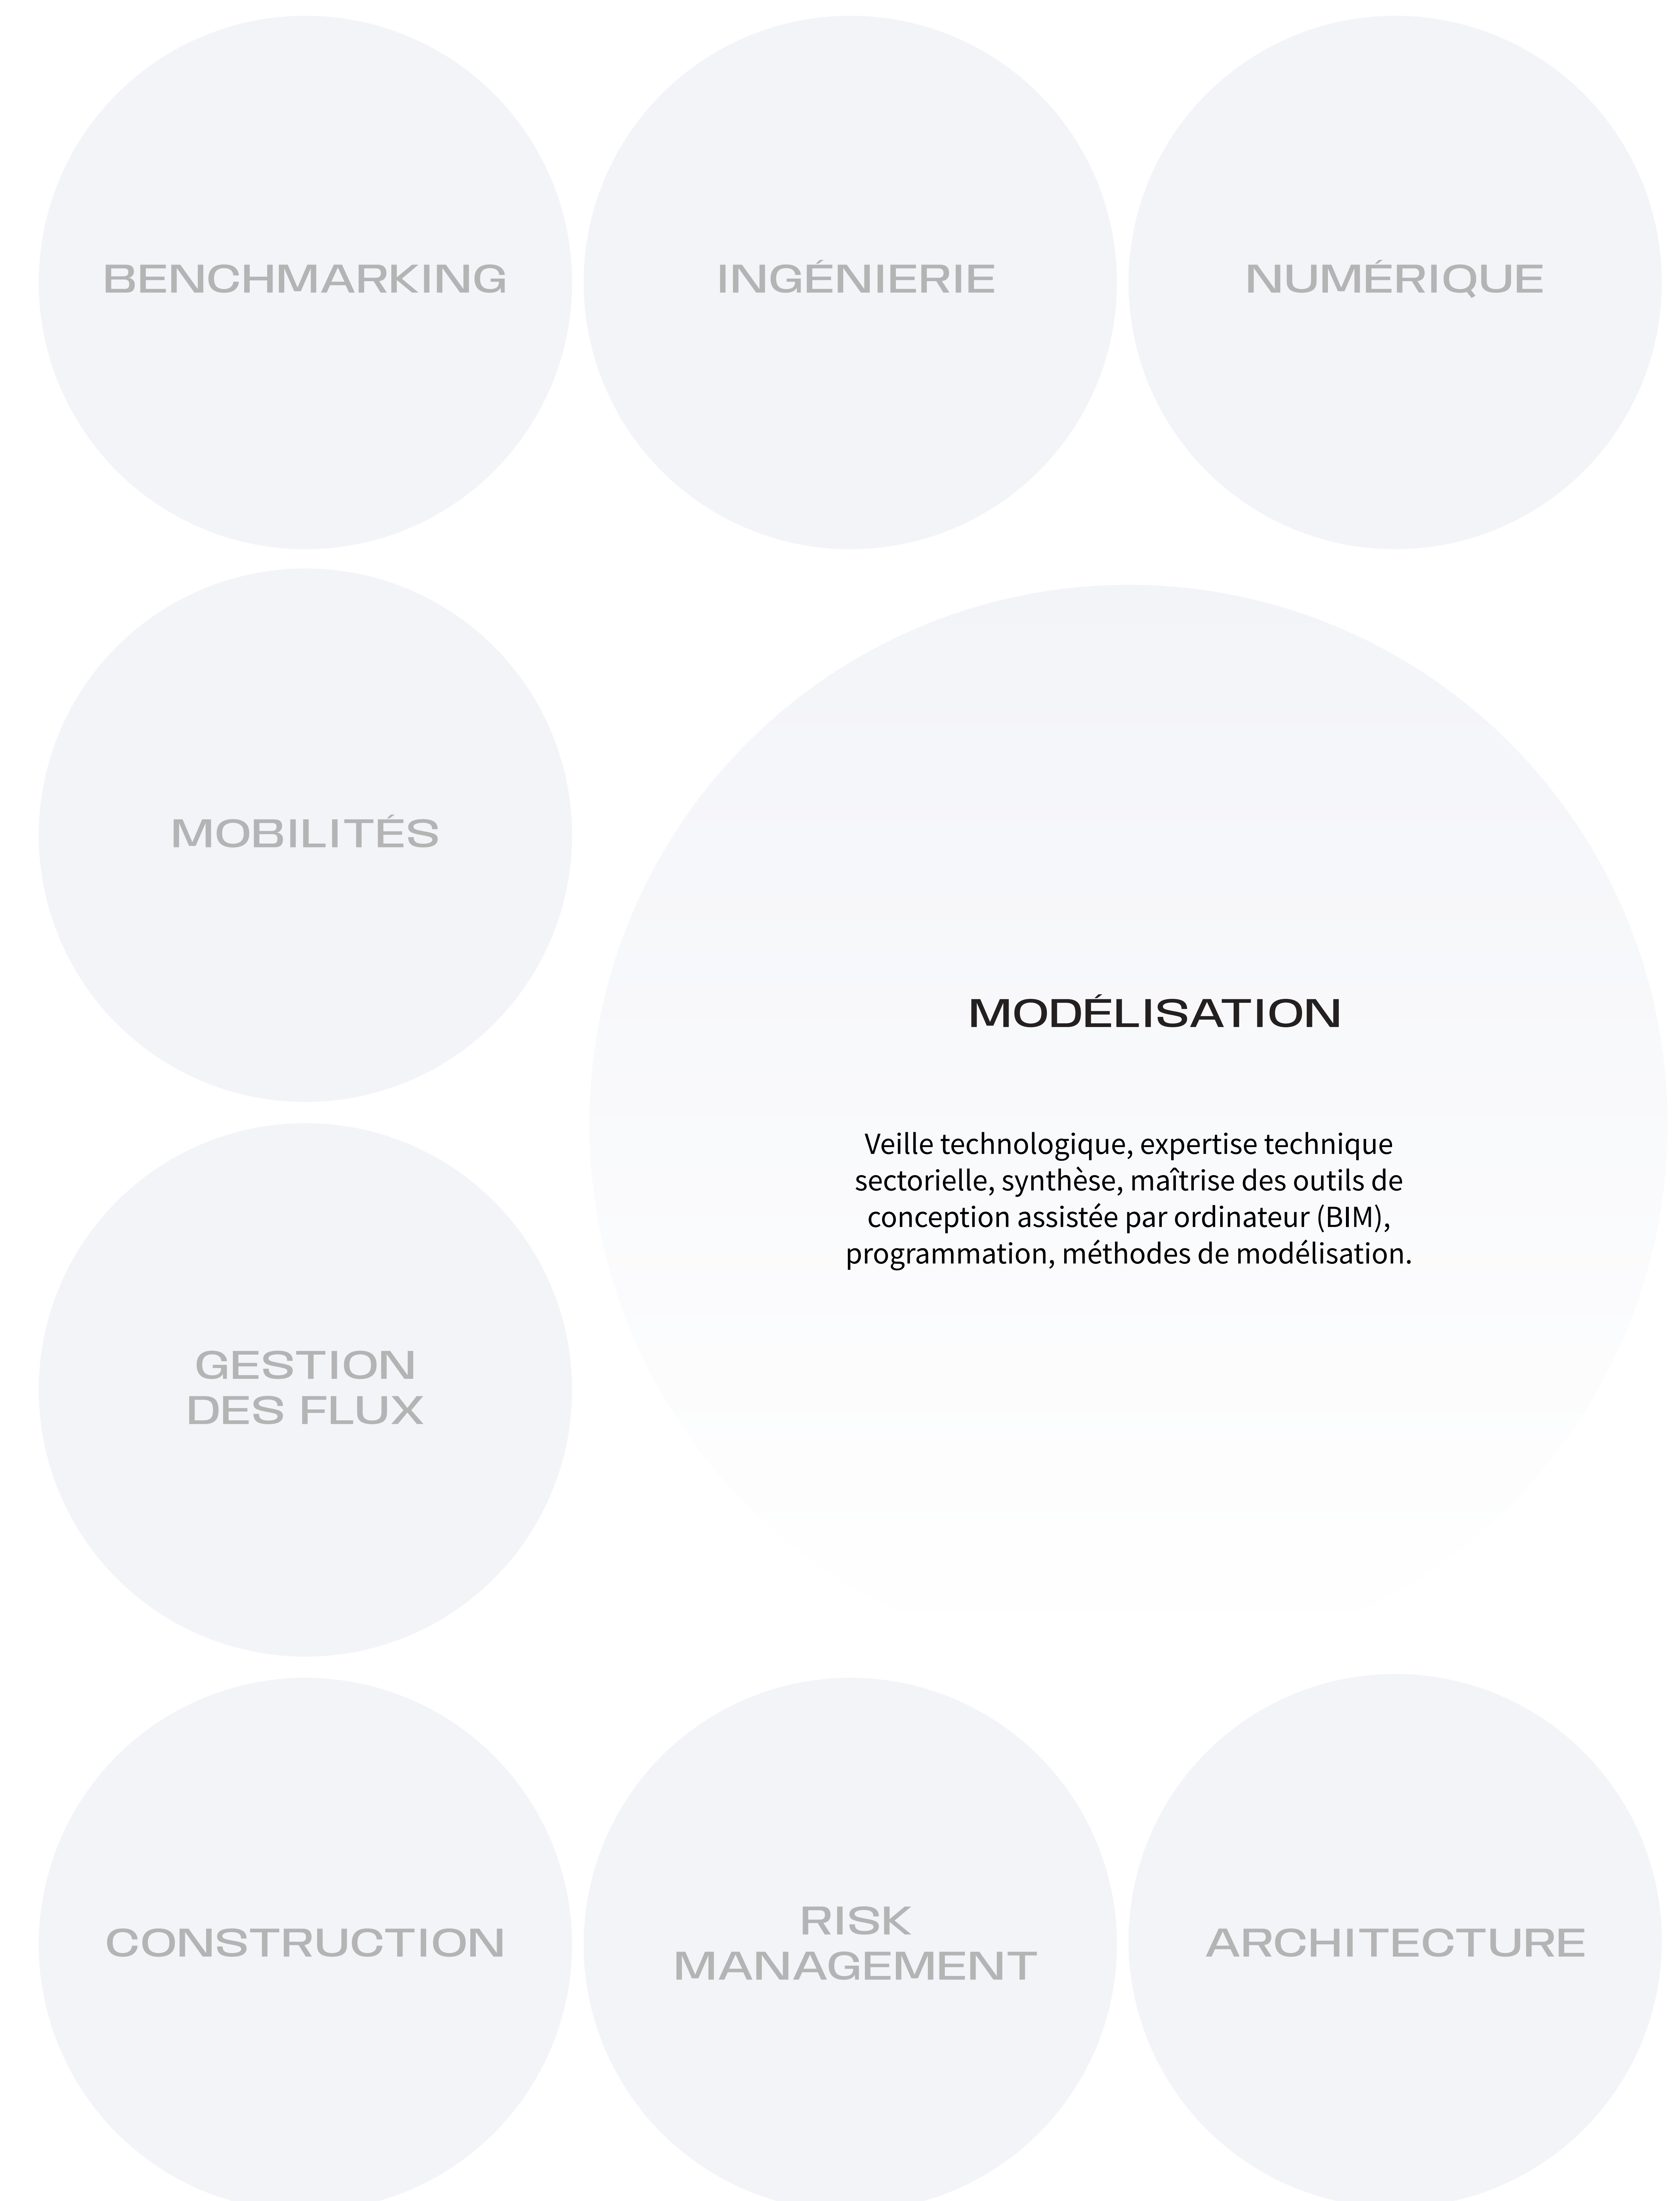 BENCHMARKING
INGÉNIERIE
NUMÉRIQUE
MOBILITÉS
MODÉLISATION
Veille technologique, expertise technique
sectorielle, synthèse, maîtrise des outils de
conception assistée par ordinateur (BIM),
programmation, méthodes de modélisation.
GESTION
DES FLUX
CONSTRUCTION
RISK
MANAGEMENT
ARCHITECTURE